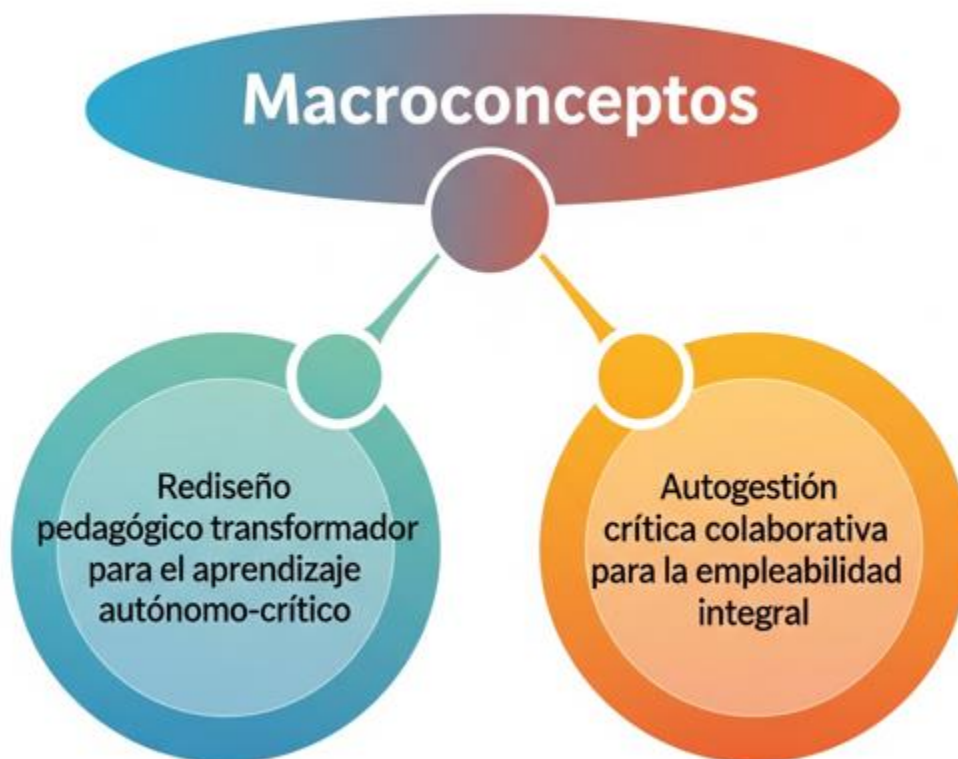 Macroconceptos
Rediseño
pedagógico transformador
para el aprendizaje
autónomo-crítico
Autogestión
crítica colaborativa
para la empleabilidad
integral